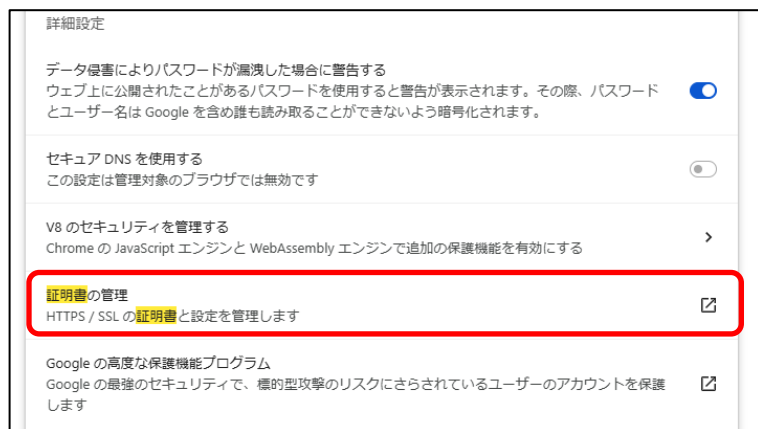 詳細設定
データ侵害によりパスワードが漏洩した場合に警告する
ウェブ上に公開されたことがあるパスワードを使用すると警告が表示されます。その際、パスワード
とユーザー名は Google を含め誰も読み取ることができないよう暗号化されます。
セキュア DNS を使用する
この設定は管理対象のブラウザでは無効です
V8 のセキュリティを管理する
Chrome の JavaScript エンジンと WebAssembly エンジンで追加の保護機能を有効にする
証明書の管理
HTTPS / SSL の証明書と設定を管理します
Google の高度な保護機能プログラム
Google の最強のセキュリティで、標的型攻撃のリスクにさらされているユーザーのアカウントを保護
します